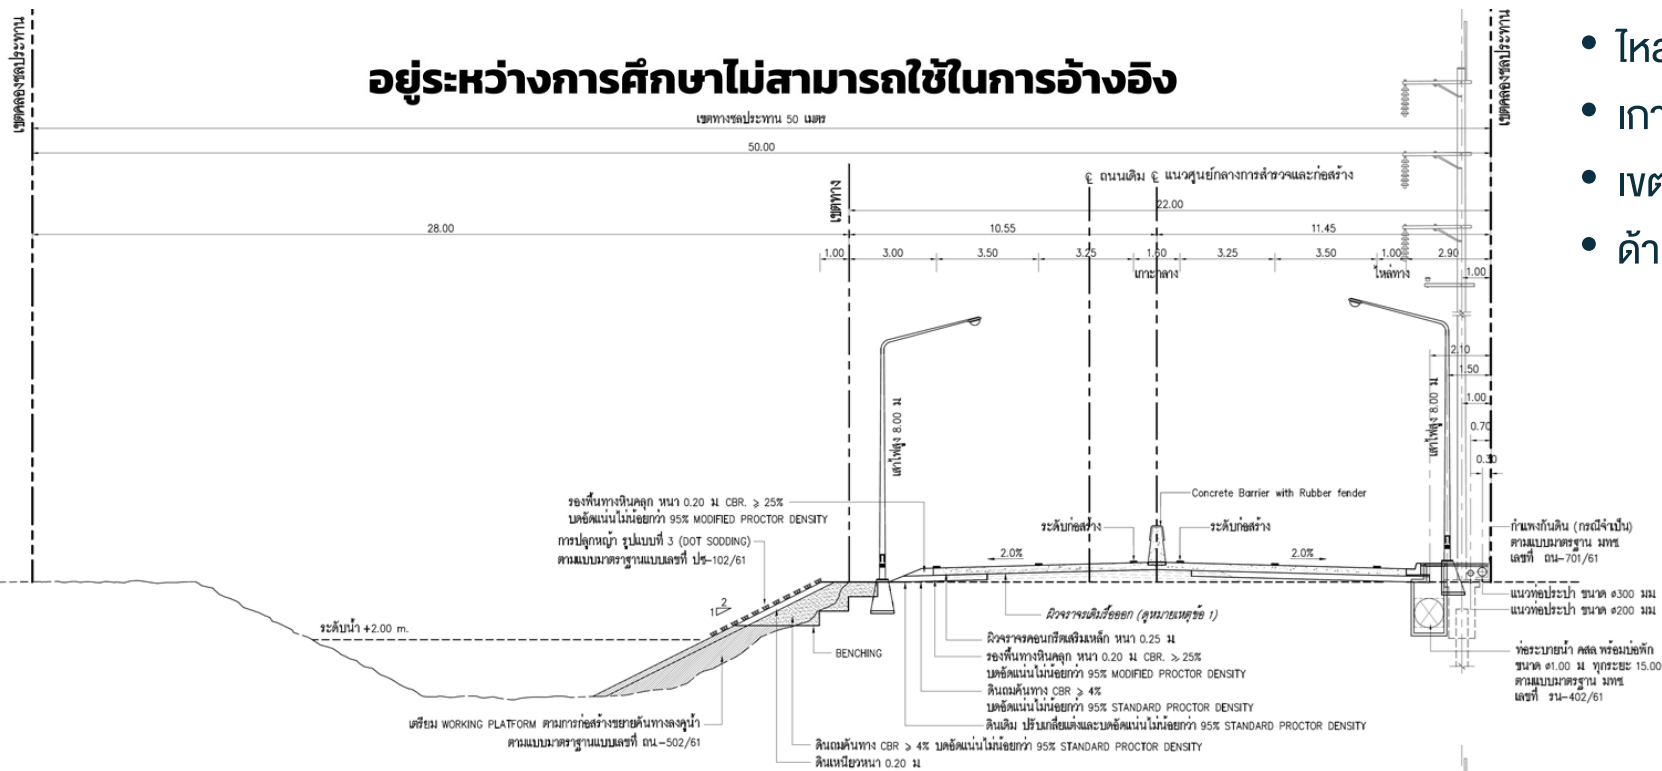 อยู่ระหว่างการศึกษาไม่สามารถใช้ในการอ้างอิง
เขตคลองชลประทาน
เขตคลองชลประทาน
• ไหล
• เกา
• เขต
• ด้า
เขตทางชลประทาน 50 เมตร
50.00
เขตทาง
℄ ถนนเดิม ℄ แนวศูนย์กลางการสำรวจและก่อสร้าง
22.00
28.00 10.55 11.45
1.00 3.00 3.50 3.25 1.60 3.25 3.50 1.00 2.90
เกาะกลาง ไหล่ทาง 1.00
2.10
1.50
1.00
0.70
0.30
เสาไฟสูง 8.00 ม
เสาไฟสูง 8.00 ม
Concrete Barrier with Rubber fender
ระดับก่อสร้าง ระดับก่อสร้าง
2.0% 2.0%
รองพื้นทางหินคลุก หนา 0.20 ม CBR. ≥ 25%
บดอัดแน่นไม่น้อยกว่า 95% MODIFIED PROCTOR DENSITY
การปลูกหญ้า รูปแบบที่ 3 (DOT SODDING)
ตามแบบมาตราฐานแบบเลขที่ ปช-102/61
กำแพงกันดิน (กรณีจำเป็น)
ตามแบบมาตรฐาน มทช
เลขที่ ถน-701/61
แนวท่อประปา ขนาด ø300 มม
แนวท่อประปา ขนาด ø200 มม
1 2
ระดับน้ำ +2.00 m.
BENCHING
ผิวจราจรเดิมรื้อออก (ดูหมายเหตุข้อ 1)
ผิวจราจรคอนกรีตเสริมเหล็ก หนา 0.25 ม
รองพื้นทางหินคลุก หนา 0.20 ม CBR. ≥ 25%
บดอัดแน่นไม่น้อยกว่า 95% MODIFIED PROCTOR DENSITY
ดินถมคันทาง CBR ≥ 4%
บดอัดแน่นไม่น้อยกว่า 95% STANDARD PROCTOR DENSITY
ดินเดิม ปรับเกลี่ยแต่งและบดอัดแน่นไม่น้อยกว่า 95% STANDARD PROCTOR DENSITY
ท่อระบายน้ำ คสล พร้อมบ่อพัก
ขนาด ø1.00 ม ทุกระยะ 15.00
ตามแบบมาตรฐาน มทช
เลขที่ รน-402/61
เตรียม WORKING PLATFORM ตามการก่อสร้างขยายคันทางลงคูน้ำ
ตามแบบมาตราฐานแบบเลขที่ ถน-502/61
ดินถมคันทาง CBR ≥ 4% บดอัดแน่นไม่น้อยกว่า 95% STANDARD PROCTOR DENSITY
ดินเหนียวหนา 0.20 ม